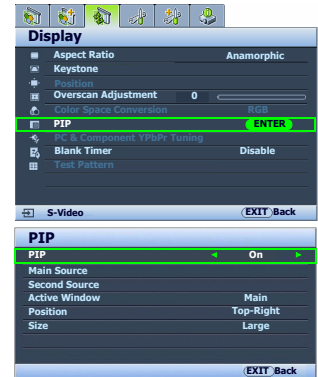 Display
Aspect Ratio Anamorphic
Keystone
Position
Overscan Adjustment 0
Color Space Conversion RGB
PIP ENTER
PC & Component YPbPr Tuning
Blank Timer Disable
Test Pattern
S-Video EXIT Back
PIP
PIP On
Main Source
Second Source
Active Window Main
Position Top-Right
Size Large
EXIT Back